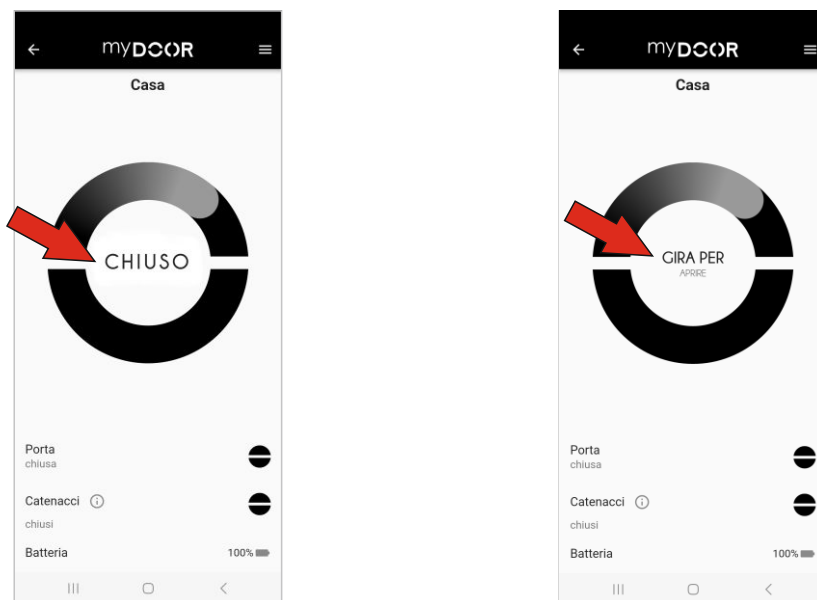 myDOOR
Casa
CHIUSO
Porta
chiusa
Catenacci
chiusi
Batteria
100%
myDOOR
Casa
GIRA PER
APRIRE
Porta
chiusa
Catenacci
chiusi
Batteria
100%